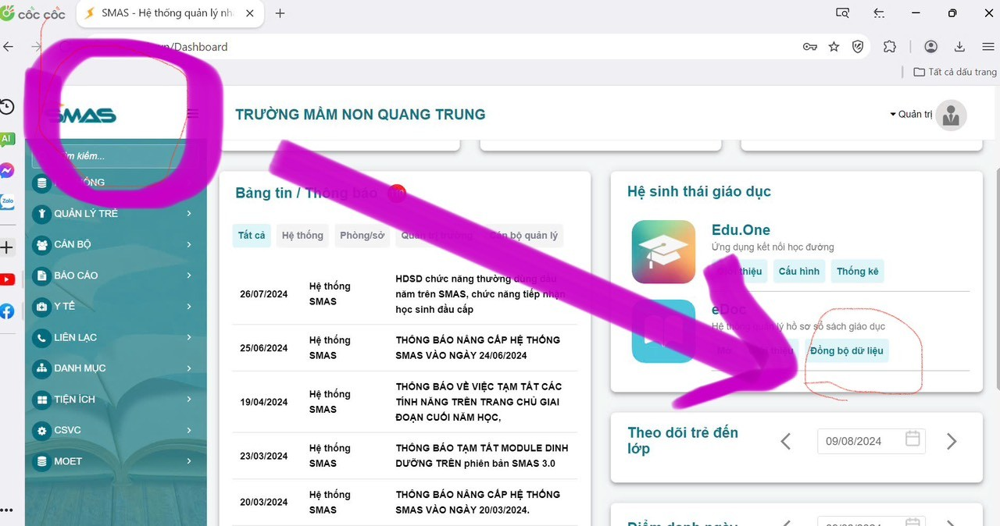 cốc cốc
SMAS - Hệ thống quản lý nh
/Dashboard
Tất cả dấu trang
SMAS
TRƯỜNG MẦM NON QUANG TRUNG
Quản trị
AI
Zalo
kiếm...
QUẢN LÝ TRẺ
CÁN BỘ
BÁO CÁO
Y TẾ
LIÊN LẠC
DANH MỤC
TIỆN ÍCH
CSVC
MOET
Bảng tin / Thông báo
Tất cả
Hệ thống
Phòng/sở
Quản trị trường
Cán bộ quản lý
26/07/2024
Hệ thống
SMAS
HDSD chức năng thường dùng đầu
năm trên SMAS, chức năng tiếp nhận
học sinh đầu cấp
25/06/2024
Hệ thống
SMAS
THÔNG BÁO NÂNG CẤP HỆ THỐNG
SMAS VÀO NGÀY 24/06/2024
19/04/2024
Hệ thống
SMAS
THÔNG BÁO VỀ VIỆC TẠM TẮT CÁC
TÍNH NĂNG TRÊN TRANG CHỦ GIAI
ĐOẠN CUỐI NĂM HỌC,
23/03/2024
Hệ thống
SMAS
THÔNG BÁO TẠM TẮT MODULE DINH
DƯỠNG TRÊN phiên bản SMAS 3.0
20/03/2024
Hệ thống
SMAS
THÔNG BÁO NÂNG CẤP HỆ THỐNG
SMAS VÀO NGÀY 20/03/2024.
Hệ sinh thái giáo dục
Edu.One
Ứng dụng kết nối học đường
Giới thiệu
Cấu hình
Thống kê
eDoc
Hệ thống quản lý hồ sơ sổ sách giáo dục
Giới thiệu
Đồng bộ dữ liệu
Theo dõi trẻ đến
lớp
09/08/2024
Điểm danh ngày
09/08/2024